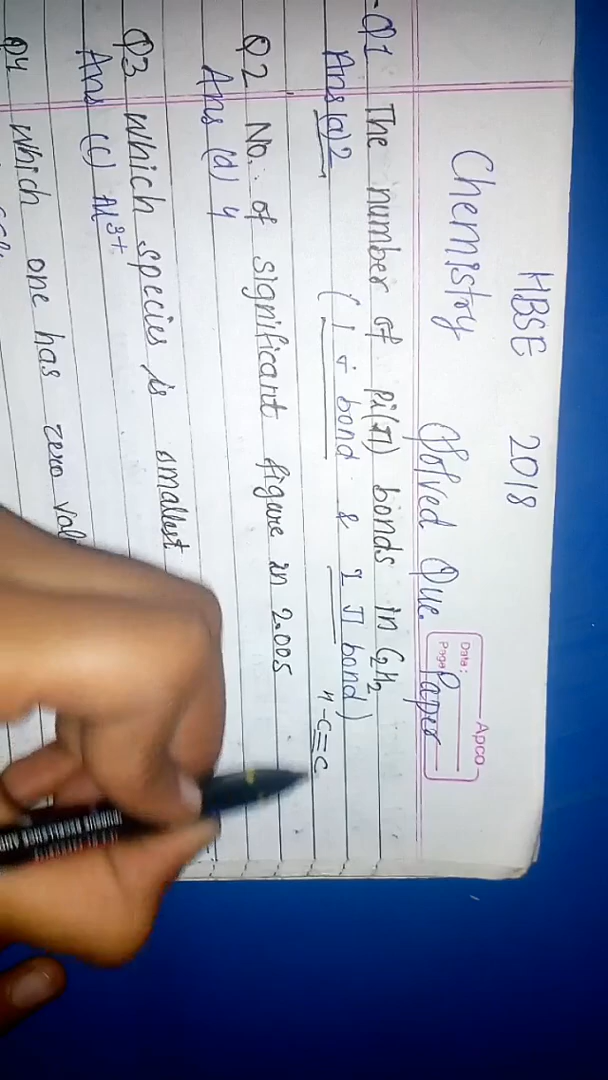 HBSE 2018
Chemistry Solved Que. Paper
Apco
Date:
Page
Q1 The number of pi(π) bonds in C2H2
Ans (a) 2 (1 σ bond & 2 π bond)
H-C≡C
Q2 No. of significant figure in 2.005
Ans (d) 4
Q3 which species is smallest
Ans (c) Al3+
Q4 which one has zero